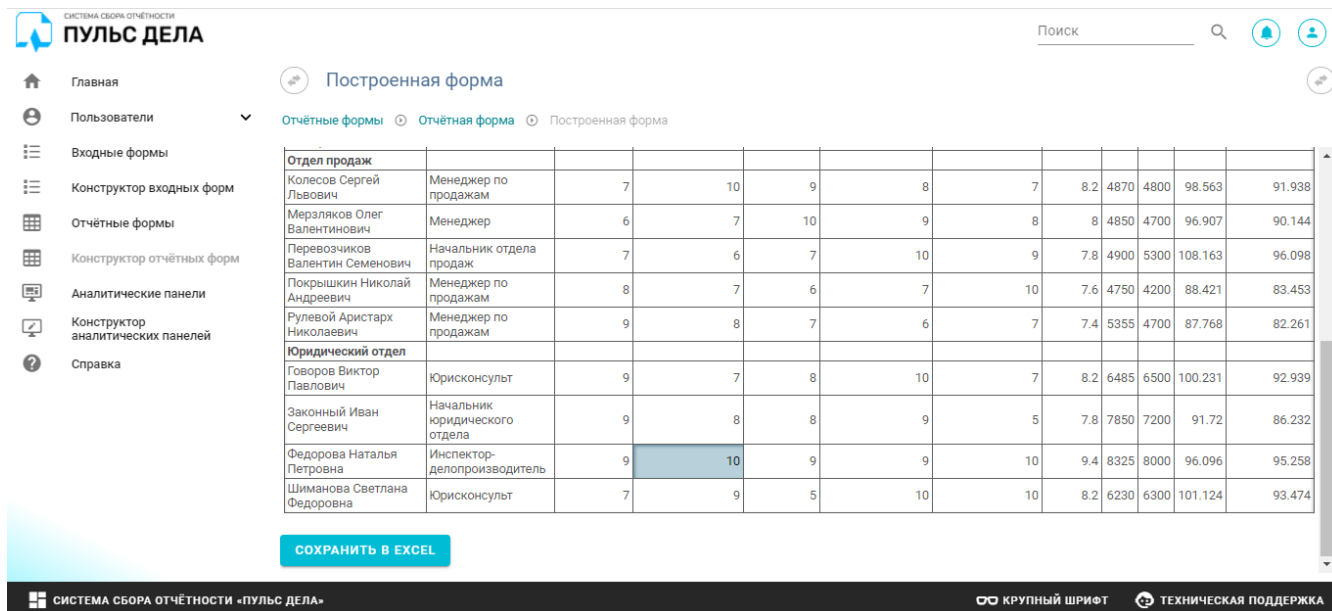 СИСТЕМА СБОРА ОТЧЁТНОСТИ
ПУЛЬС ДЕЛА
Поиск
Главная
Пользователи
Входные формы
Конструктор входных форм
Отчётные формы
Конструктор отчётных форм
Аналитические панели
Конструктор
аналитических панелей
Справка
Построенная форма
Отчётные формы Отчётная форма Построенная форма
Отдел продаж
Колесов Сергей Львович Менеджер по продажам 7 10 9 8 7 8.2 4870 4800 98.563 91.938
Мерзляков Олег Валентинович Менеджер 6 7 10 9 8 8 4850 4700 96.907 90.144
Перевозчиков Валентин Семенович Начальник отдела продаж 7 6 7 10 9 7.8 4900 5300 108.163 96.098
Покрышкин Николай Андреевич Менеджер по продажам 8 7 6 7 10 7.6 4750 4200 88.421 83.453
Рулевой Аристарх Николаевич Менеджер по продажам 9 8 7 6 7 7.4 5355 4700 87.768 82.261
Юридический отдел
Говоров Виктор Павлович Юрисконсульт 9 7 8 10 7 8.2 6485 6500 100.231 92.939
Законный Иван Сергеевич Начальник юридического отдела 9 8 8 9 5 7.8 7850 7200 91.72 86.232
Федорова Наталья Петровна Инспектор-делопроизводитель 9 10 9 9 10 9.4 8325 8000 96.096 95.258
Шиманова Светлана Федоровна Юрисконсульт 7 9 5 10 10 8.2 6230 6300 101.124 93.474
СОХРАНИТЬ В EXCEL
СИСТЕМА СБОРА ОТЧЁТНОСТИ «ПУЛЬС ДЕЛА»
КРУПНЫЙ ШРИФТ
ТЕХНИЧЕСКАЯ ПОДДЕРЖКА